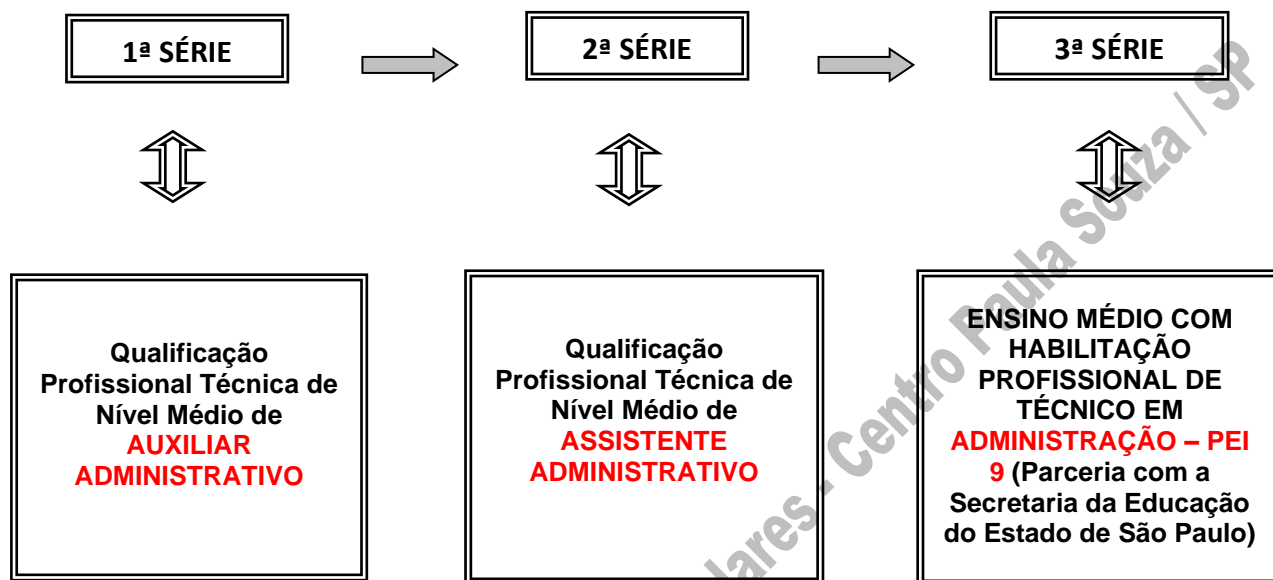 1ª SÉRIE
2ª SÉRIE
3ª SÉRIE
Qualificação
Profissional Técnica de
Nível Médio de
AUXILIAR
ADMINISTRATIVO
Qualificação
Profissional Técnica de
Nível Médio de
ASSISTENTE
ADMINISTRATIVO
ENSINO MÉDIO COM
HABILITAÇÃO
PROFISSIONAL DE
TÉCNICO EM
ADMINISTRAÇÃO – PEI
9 (Parceria com a
Secretaria da Educação
do Estado de São Paulo)
- Centro Paula Souza / SP